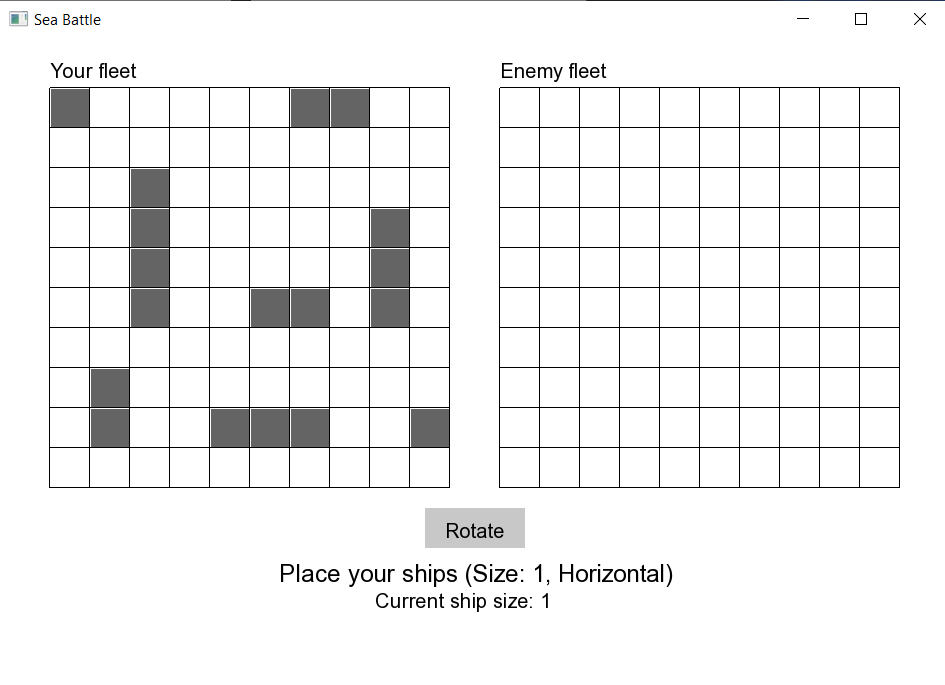 Sea Battle
Your fleet
Enemy fleet
Rotate
Place your ships (Size: 1, Horizontal)
Current ship size: 1